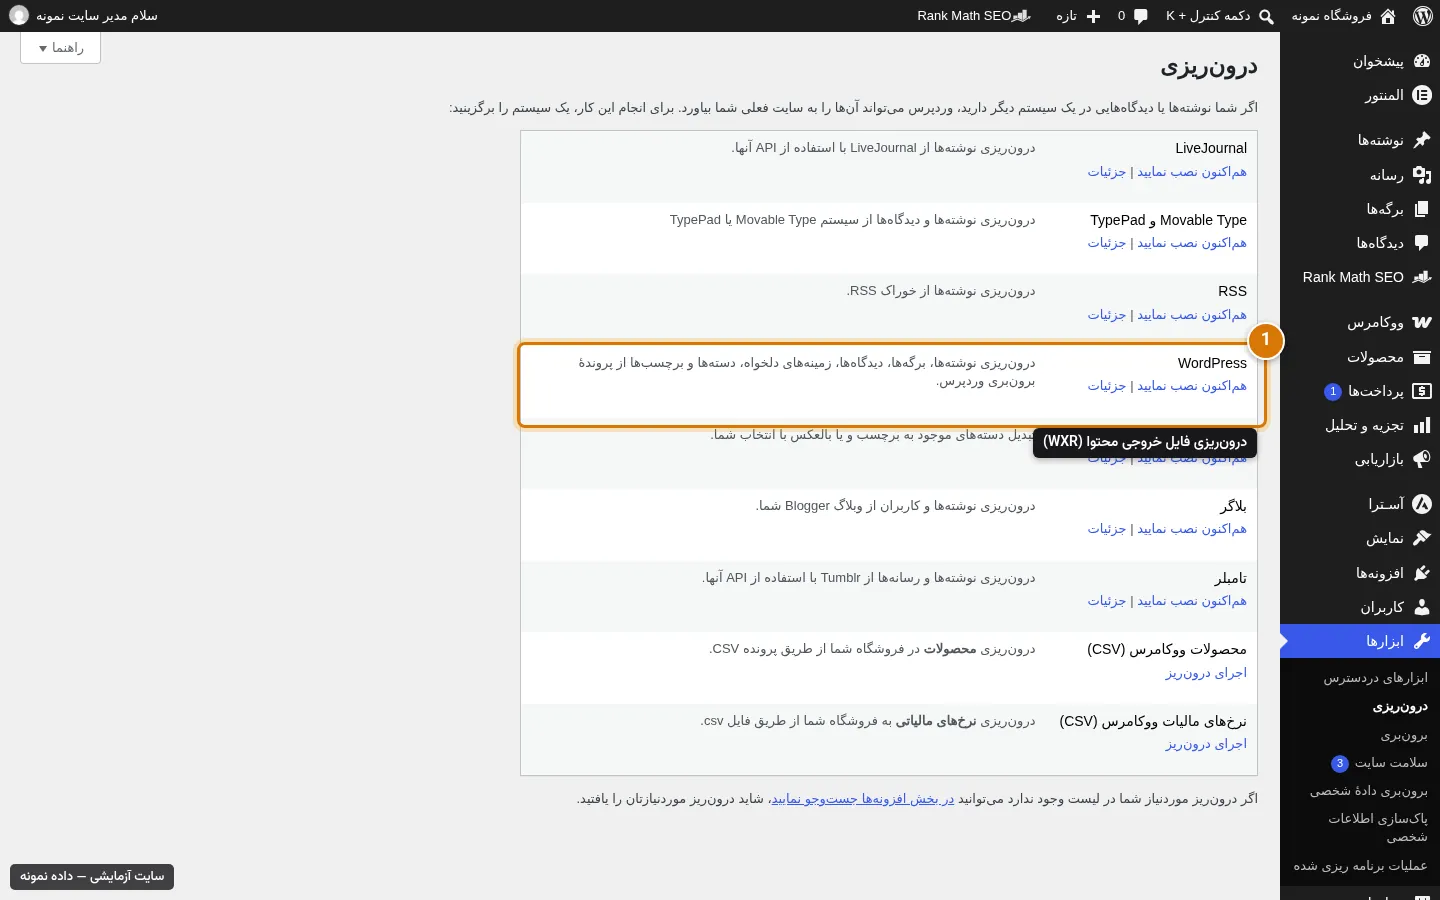 فروشگاه نمونه
دکمه کنترل + K
0
تازه
Rank Math SEO
سلام مدیر سایت نمونه
راهنما
پیشخوان
المنتور
نوشته‌ها
رسانه
برگه‌ها
دیدگاه‌ها
Rank Math SEO
ووکامرس
محصولات
پرداخت‌ها 1
تجزیه و تحلیل
بازاریابی
آسـترا
نمایش
افزونه‌ها
کاربران
ابزارها
ابزارهای دردسترس
درون‌ریزی
برون‌بری
سلامت سایت 3
برون‌بری دادهٔ شخصی
پاک‌سازی اطلاعات
شخصی
عملیات برنامه ریزی شده
درون‌ریزی
اگر شما نوشته‌ها یا دیدگاه‌هایی در یک سیستم دیگر دارید، وردپرس می‌تواند آن‌ها را به سایت فعلی شما بیاورد. برای انجام این کار، یک سیستم را برگزینید:
LiveJournal
درون‌ریزی نوشته‌ها از LiveJournal با استفاده از API آنها.
هم‌اکنون نصب نمایید | جزئیات
Movable Type و TypePad
درون‌ریزی نوشته‌ها و دیدگاه‌ها از سیستم Movable Type یا TypePad
هم‌اکنون نصب نمایید | جزئیات
RSS
درون‌ریزی نوشته‌ها از خوراک RSS.
هم‌اکنون نصب نمایید | جزئیات
1
WordPress
درون‌ریزی نوشته‌ها، برگه‌ها، دیدگاه‌ها، زمینه‌های دلخواه، دسته‌ها و برچسب‌ها از پروندهٔ
برون‌بری وردپرس.
هم‌اکنون نصب نمایید | جزئیات
درون‌ریزی فایل خروجی محتوا (WXR)
تبدیل دسته‌های موجود به برچسب و یا بالعکس با انتخاب شما.
هم‌اکنون نصب نمایید | جزئیات
بلاگر
درون‌ریزی نوشته‌ها و کاربران از وبلاگ Blogger شما.
هم‌اکنون نصب نمایید | جزئیات
تامبلر
درون‌ریزی نوشته‌ها و رسانه‌ها از Tumblr با استفاده از API آنها.
هم‌اکنون نصب نمایید | جزئیات
محصولات ووکامرس (CSV)
درون‌ریزی محصولات در فروشگاه شما از طریق پرونده CSV.
اجرای درون‌ریز
نرخ‌های مالیات ووکامرس (CSV)
درون‌ریزی نرخ‌های مالیاتی به فروشگاه شما از طریق فایل csv.
اجرای درون‌ریز
اگر درون‌ریز موردنیاز شما در لیست وجود ندارد می‌توانید در بخش افزونه‌ها جست‌وجو نمایید، شاید درون‌ریز موردنیازتان را یافتید.
سایت آزمایشی – داده نمونه